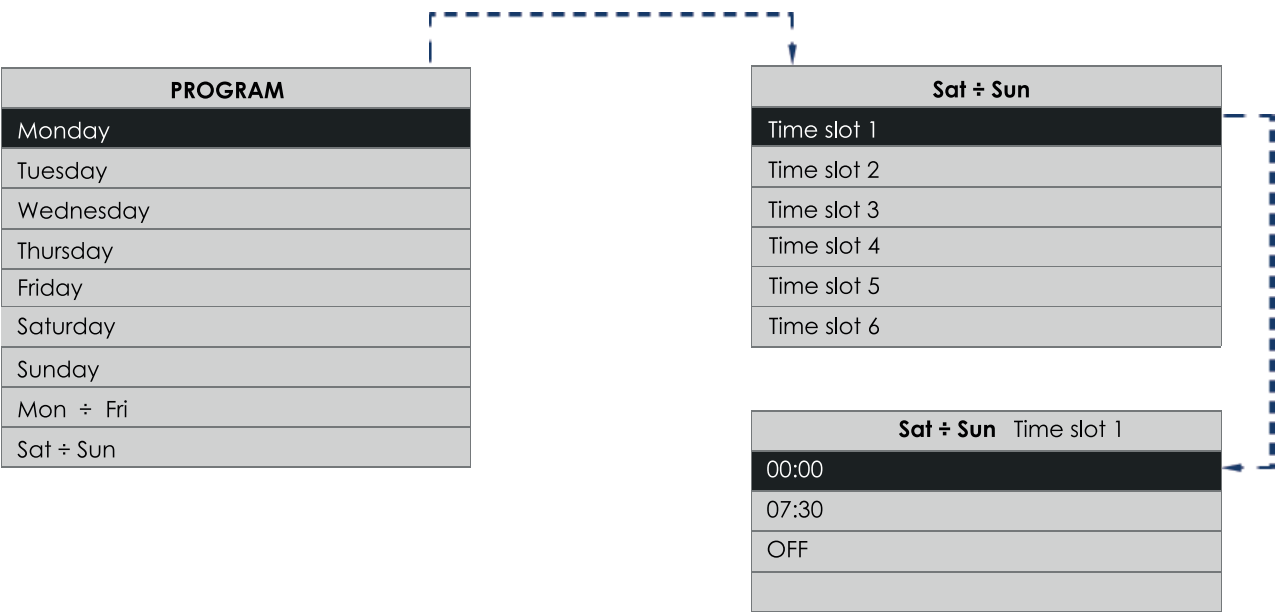 PROGRAM
Monday
Tuesday
Wednesday
Thursday
Friday
Saturday
Sunday
Mon ÷ Fri
Sat ÷ Sun
Sat ÷ Sun
Time slot 1
Time slot 2
Time slot 3
Time slot 4
Time slot 5
Time slot 6
Sat ÷ Sun Time slot 1
00:00
07:30
OFF